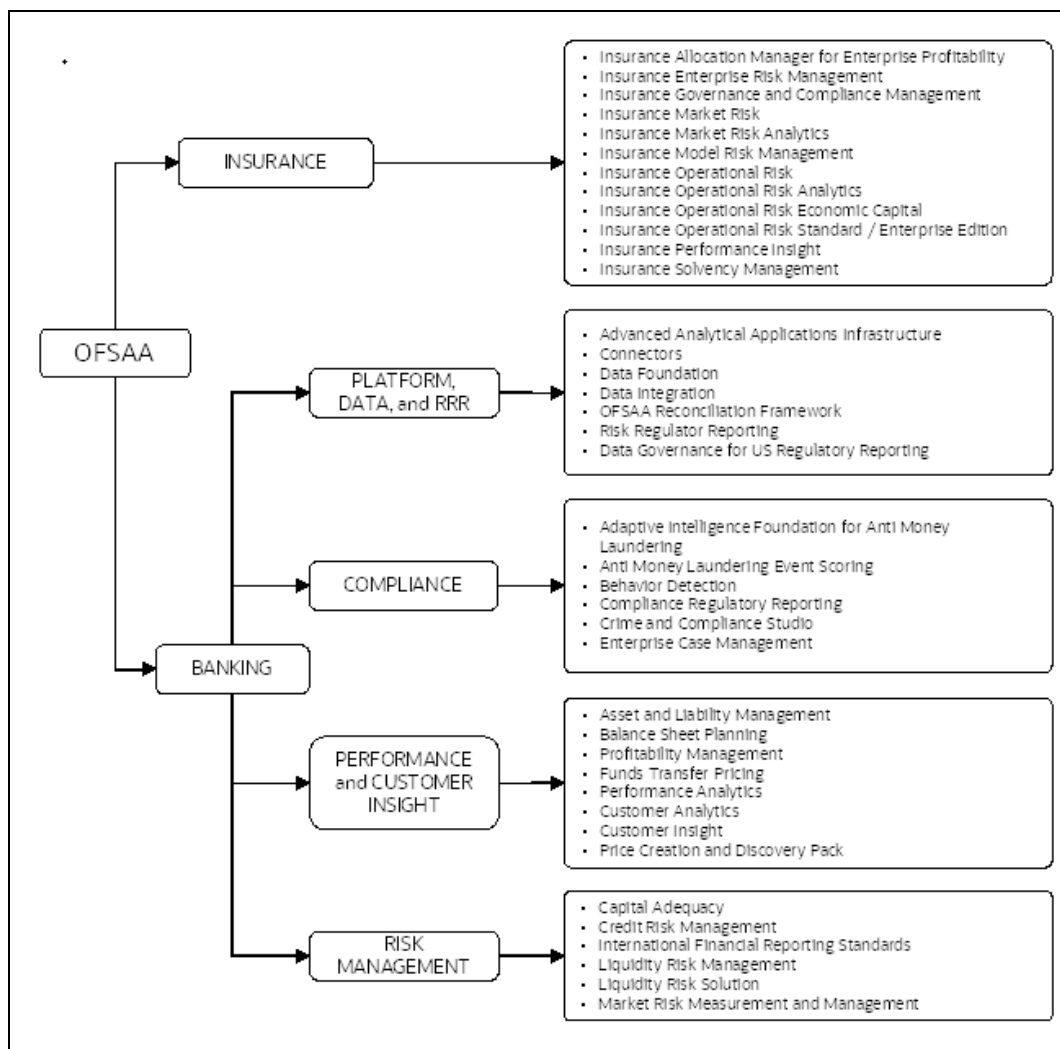 • Insurance Allocation Manager for Enterprise Profitability
• Insurance Enterprise Risk Management
• Insurance Governance and Compliance Management
• Insurance Market Risk
• Insurance Market Risk Analytics
• Insurance Model Risk Management
• Insurance Operational Risk
• Insurance Operational Risk Analytics
• Insurance Operational Risk Economic Capital
• Insurance Operational Risk Standard / Enterprise Edition
• Insurance Performance Insight
• Insurance Solvency Management
INSURANCE
OFSAA
PLATFORM,
DATA, and RRR
• Advanced Analytical Applications Infrastructure
• Connectors
• Data Foundation
• Data Integration
• OFSAA Reconciliation Framework
• Risk Regulator Reporting
• Data Governance for US Regulatory Reporting
COMPLIANCE
• Adaptive Intelligence Foundation for Anti Money
Laundering
• Anti Money Laundering Event Scoring
• Behavior Detection
• Compliance Regulatory Reporting
• Crime and Compliance Studio
• Enterprise Case Management
BANKING
PERFORMANCE
and CUSTOMER
INSIGHT
• Asset and Liability Management
• Balance Sheet Planning
• Profitability Management
• Funds Transfer Pricing
• Performance Analytics
• Customer Analytics
• Customer Insight
• Price Creation and Discovery Pack
RISK
MANAGEMENT
• Capital Adequacy
• Credit Risk Management
• International Financial Reporting Standards
• Liquidity Risk Management
• Liquidity Risk Solution
• Market Risk Measurement and Management